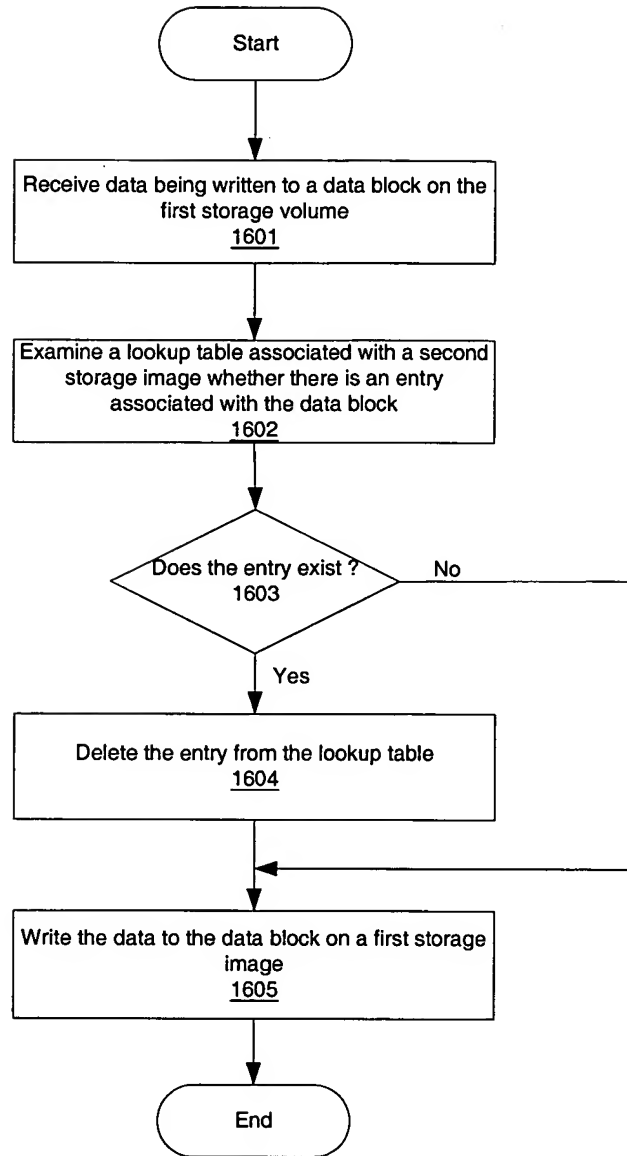 Start
Receive data being written to a data block on the
first storage volume
1601
Examine a lookup table associated with a second
storage image whether there is an entry
associated with the data block
1602
Does the entry exist ?
1603
No
Yes
Delete the entry from the lookup table
1604
Write the data to the data block on a first storage
image
1605
End